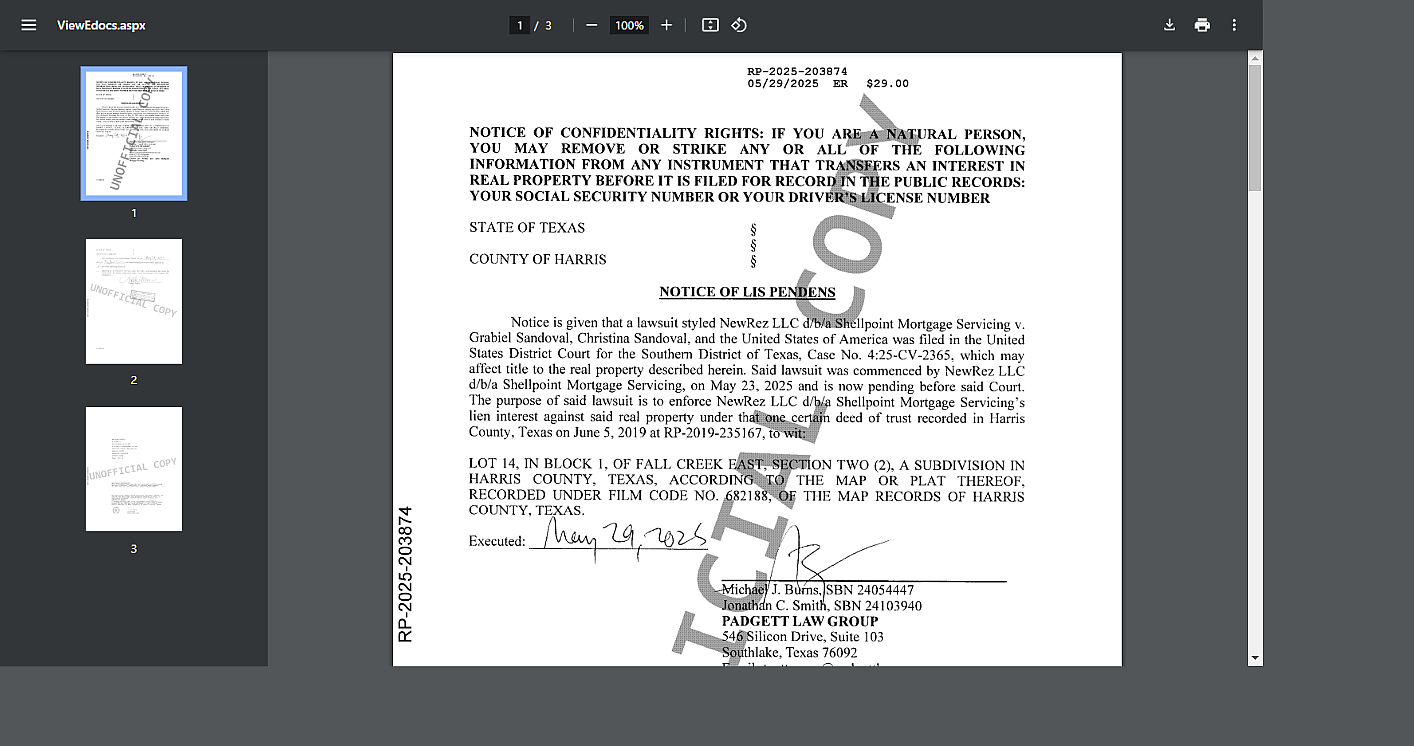 ViewEdocs.aspx
1 / 3
100%
1
2
3
RP-2025-203874
05/29/2025 ER $29.00
NOTICE OF CONFIDENTIALITY RIGHTS: IF YOU ARE A NATURAL PERSON,
YOU MAY REMOVE OR STRIKE ANY OR ALL OF THE FOLLOWING
INFORMATION FROM ANY INSTRUMENT THAT TRANSFERS AN INTEREST IN
REAL PROPERTY BEFORE IT IS FILED FOR RECORD IN THE PUBLIC RECORDS:
YOUR SOCIAL SECURITY NUMBER OR YOUR DRIVER'S LICENSE NUMBER
STATE OF TEXAS §
§
COUNTY OF HARRIS §
NOTICE OF LIS PENDENS
Notice is given that a lawsuit styled NewRez LLC d/b/a Shellpoint Mortgage Servicing v.
Grabiel Sandoval, Christina Sandoval, and the United States of America was filed in the United
States District Court for the Southern District of Texas, Case No. 4:25-CV-2365, which may
affect title to the real property described herein. Said lawsuit was commenced by NewRez LLC
d/b/a Shellpoint Mortgage Servicing, on May 23, 2025 and is now pending before said Court.
The purpose of said lawsuit is to enforce NewRez LLC d/b/a Shellpoint Mortgage Servicing's
lien interest against said real property under that one certain deed of trust recorded in Harris
County, Texas on June 5, 2019 at RP-2019-235167, to wit:
LOT 14, IN BLOCK 1, OF FALL CREEK EAST, SECTION TWO (2), A SUBDIVISION IN
HARRIS COUNTY, TEXAS, ACCORDING TO THE MAP OR PLAT THEREOF,
RECORDED UNDER FILM CODE NO. 682188, OF THE MAP RECORDS OF HARRIS
COUNTY, TEXAS.
Executed: May 29, 2025
Michael J. Burns, SBN 24054447
Jonathan C. Smith, SBN 24103940
PADGETT LAW GROUP
546 Silicon Drive, Suite 103
Southlake, Texas 76092
RP-2025-203874
ICIAL COPY
UNOFFICIAL COPY
UNOFFICIAL COPY
UNOFFICIAL COPY